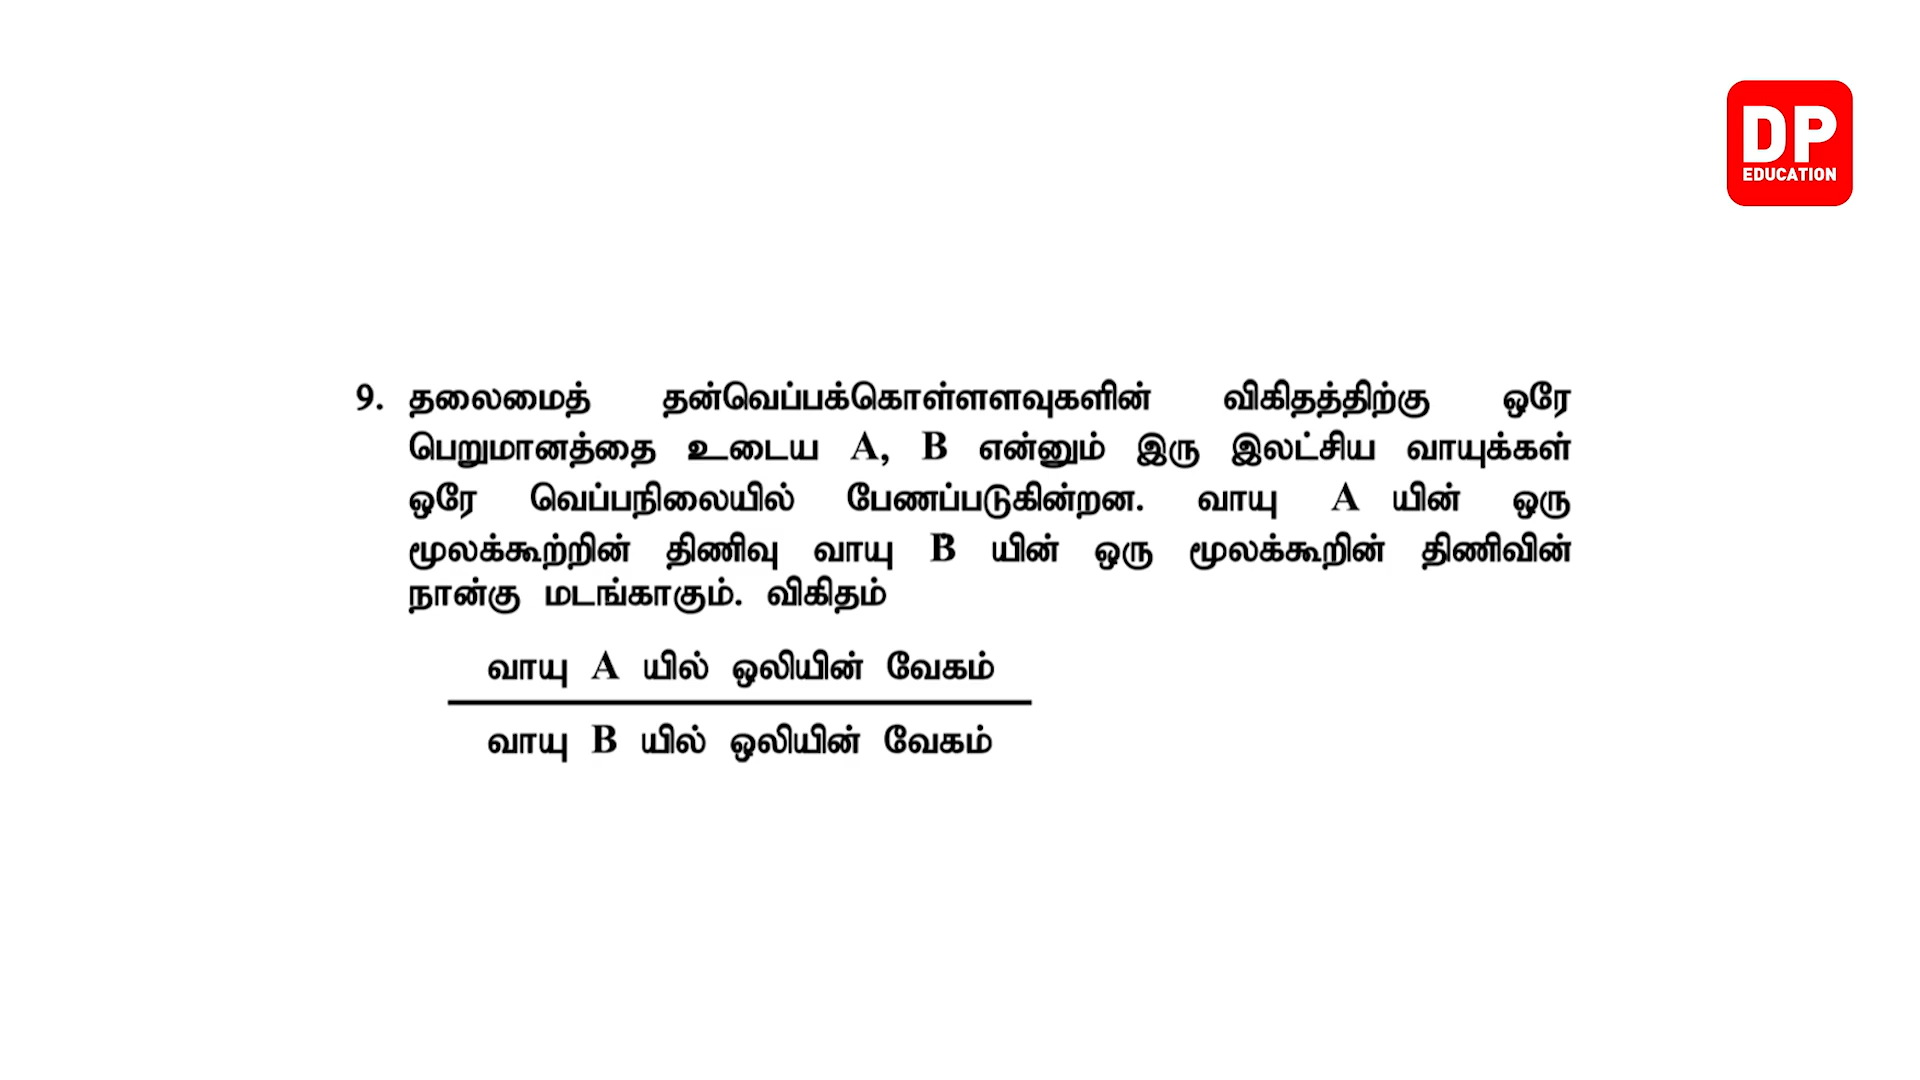 DP
EDUCATION
9. தலைமைத் தன்வெப்பக்கொள்ளளவுகளின் விகிதத்திற்கு ஒரே
பெறுமானத்தை உடைய A, B என்னும் இரு இலட்சிய வாயுக்கள்
ஒரே வெப்பநிலையில் பேணப்படுகின்றன. வாயு A யின் ஒரு
மூலக்கூற்றின் திணிவு வாயு B யின் ஒரு மூலக்கூறின் திணிவின்
நான்கு மடங்காகும். விகிதம்
வாயு A யில் ஒலியின் வேகம்
வாயு B யில் ஒலியின் வேகம்